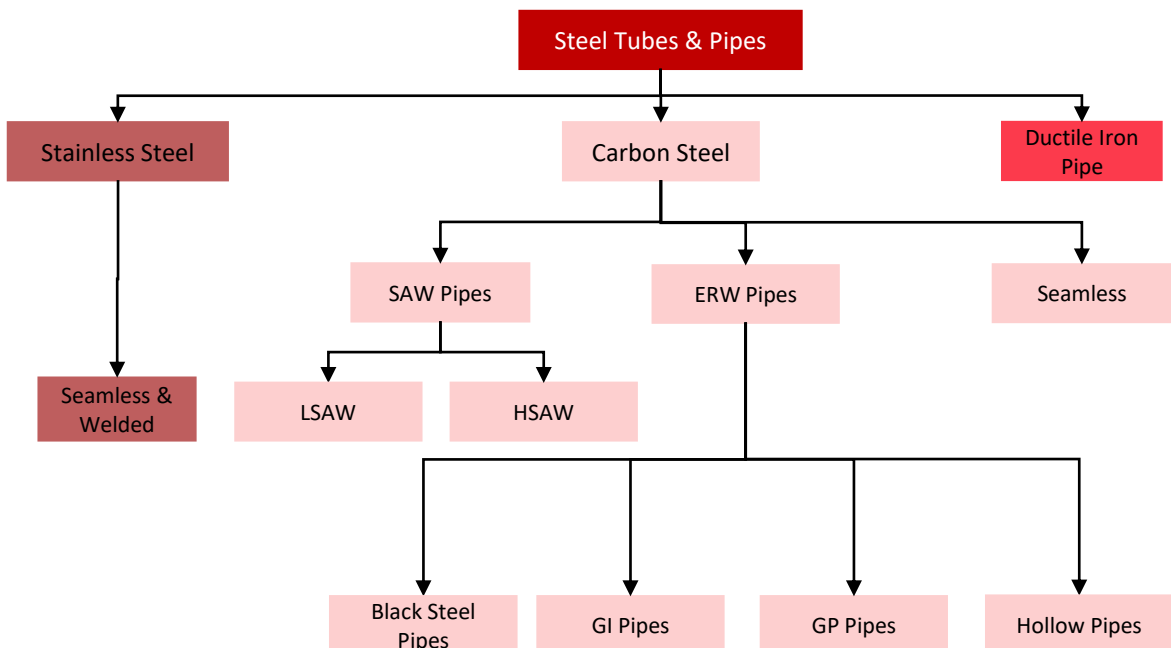 Steel Tubes & Pipes
Stainless Steel
Carbon Steel
Ductile Iron
Pipe
SAW Pipes
ERW Pipes
Seamless
Seamless &
Welded
LSAW
HSAW
Black Steel
Pipes
GI Pipes
GP Pipes
Hollow Pipes